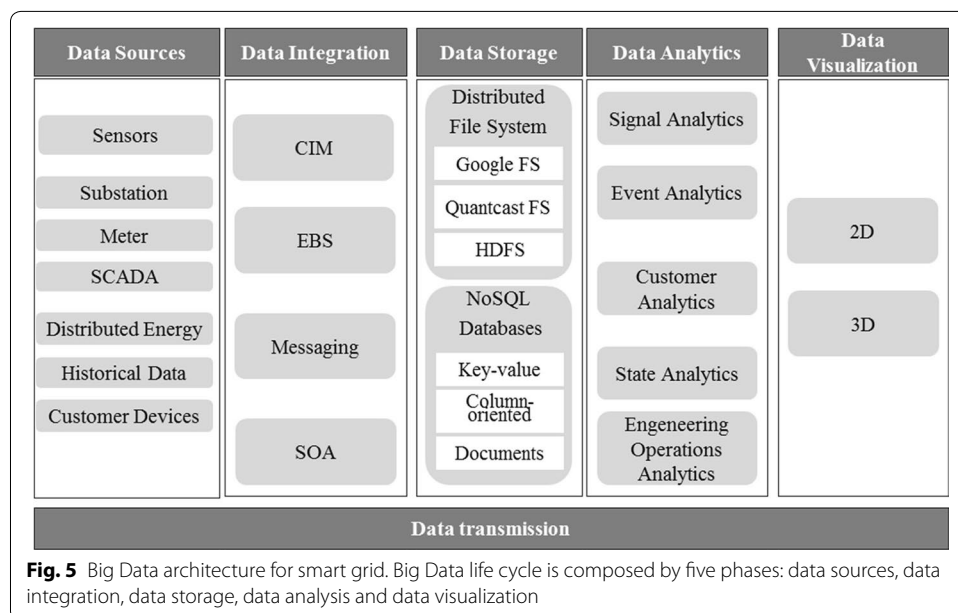 Data Sources
Data Integration
Data Storage
Data Analytics
Data
Visualization
Sensors
Substation
Meter
SCADA
Distributed Energy
Historical Data
Customer Devices
CIM
EBS
Messaging
SOA
Distributed
File System
Google FS
Quantcast FS
HDFS
NoSQL
Databases
Key-value
Column-
oriented
Documents
Signal Analytics
Event Analytics
Customer
Analytics
State Analytics
Engeneering
Operations
Analytics
2D
3D
Data transmission
Fig. 5 Big Data architecture for smart grid. Big Data life cycle is composed by five phases: data sources, data
integration, data storage, data analysis and data visualization